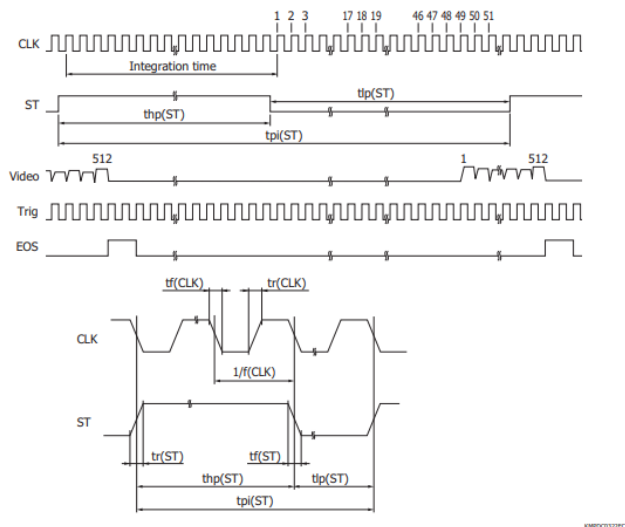 1 2 3 17 18 19 46 47 48 49 50 51
CLK
Integration time
ST
tlp(ST)
thp(ST)
tpi(ST)
Video
512
1
512
Trig
EOS
tf(CLK)
tr(CLK)
CLK
1/f(CLK)
ST
tr(ST)
tf(ST)
thp(ST)
tlp(ST)
tpi(ST)